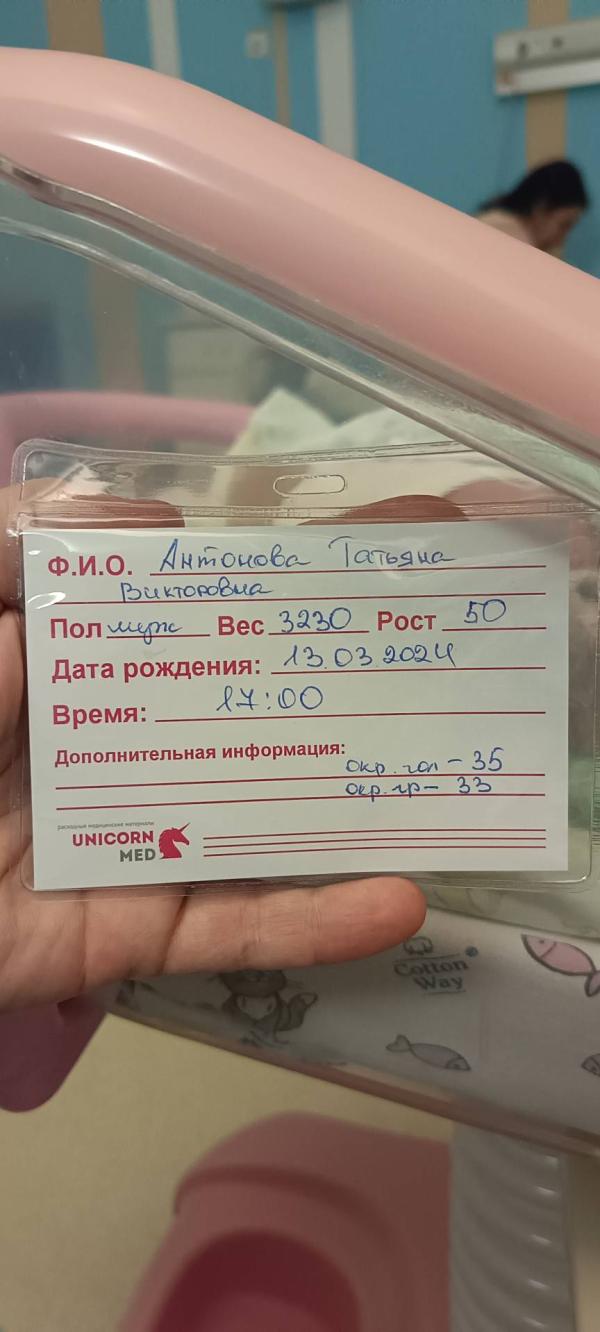 Ф.И.О. Антонова Татьяна
Викторовна
Пол муж Вес 3230 Рост 50
Дата рождения: 13.03.2024
Время: 17:00
Дополнительная информация:
окр. гол - 35
окр. гр - 33
расходные медицинские материалы
UNICORN
MED
Cotton
Way